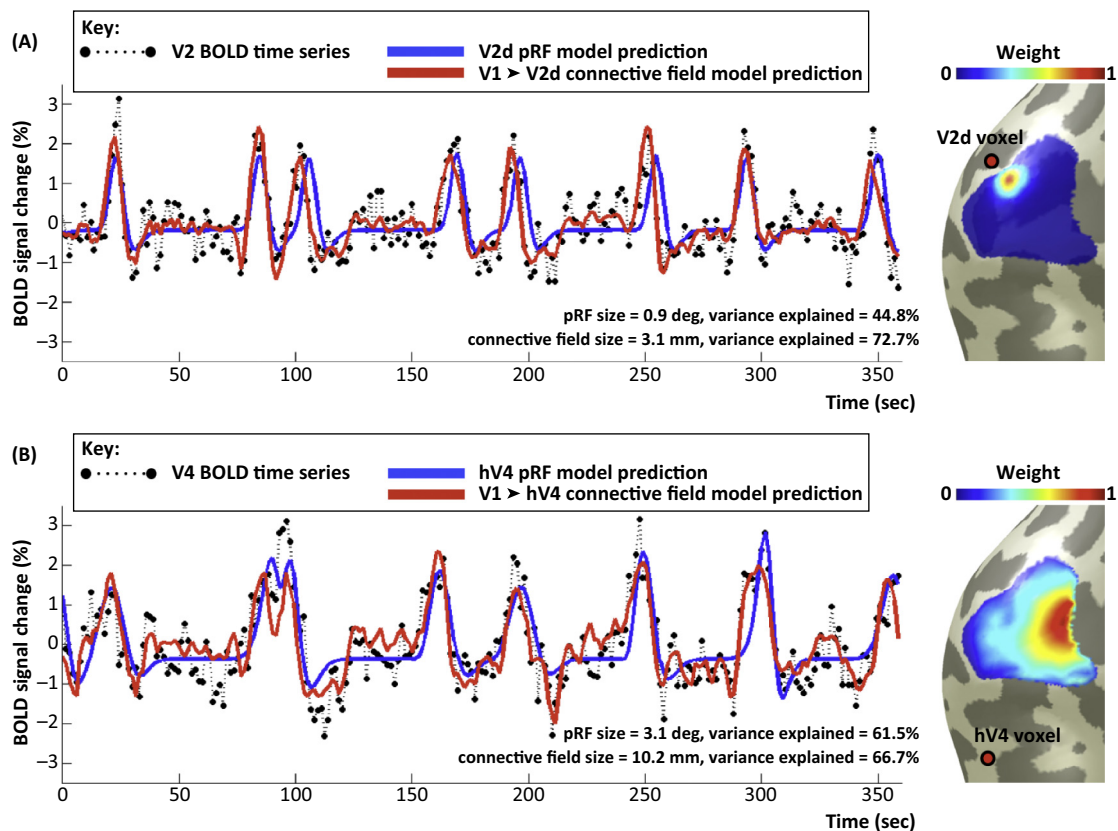 (A)
Key:
V2 BOLD time series
V2d pRF model prediction
V1 ➤ V2d connective field model prediction
BOLD signal change (%)
3
2
1
0
–1
–2
–3
pRF size = 0.9 deg, variance explained = 44.8%
connective field size = 3.1 mm, variance explained = 72.7%
0 50 100 150 200 250 300 350
Time (sec)
Weight
0 1
V2d voxel
(B)
Key:
V4 BOLD time series
hV4 pRF model prediction
V1 ➤ hV4 connective field model prediction
BOLD signal change (%)
3
2
1
0
–1
–2
–3
pRF size = 3.1 deg, variance explained = 61.5%
connective field size = 10.2 mm, variance explained = 66.7%
0 50 100 150 200 250 300 350
Time (sec)
Weight
0 1
hV4 voxel